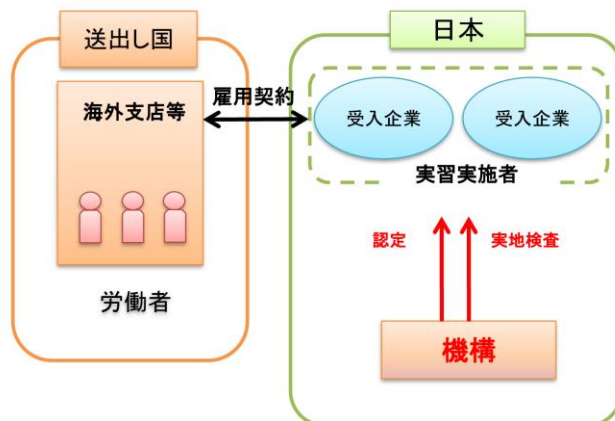 送出し国
日本
海外支店等
雇用契約
受入企業
受入企業
実習実施者
認定
実地検査
労働者
機構